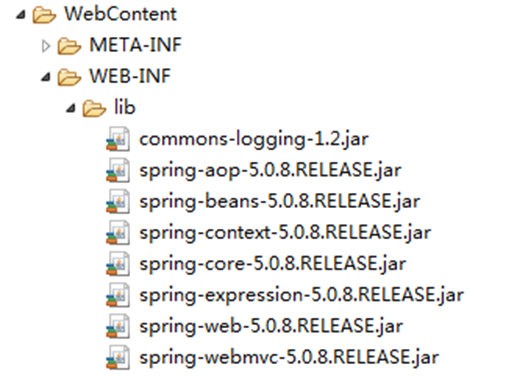 WebContent
META-INF
WEB-INF
lib
commons-logging-1.2.jar
spring-aop-5.0.8.RELEASE.jar
spring-beans-5.0.8.RELEASE.jar
spring-context-5.0.8.RELEASE.jar
spring-core-5.0.8.RELEASE.jar
spring-expression-5.0.8.RELEASE.jar
spring-web-5.0.8.RELEASE.jar
spring-webmvc-5.0.8.RELEASE.jar